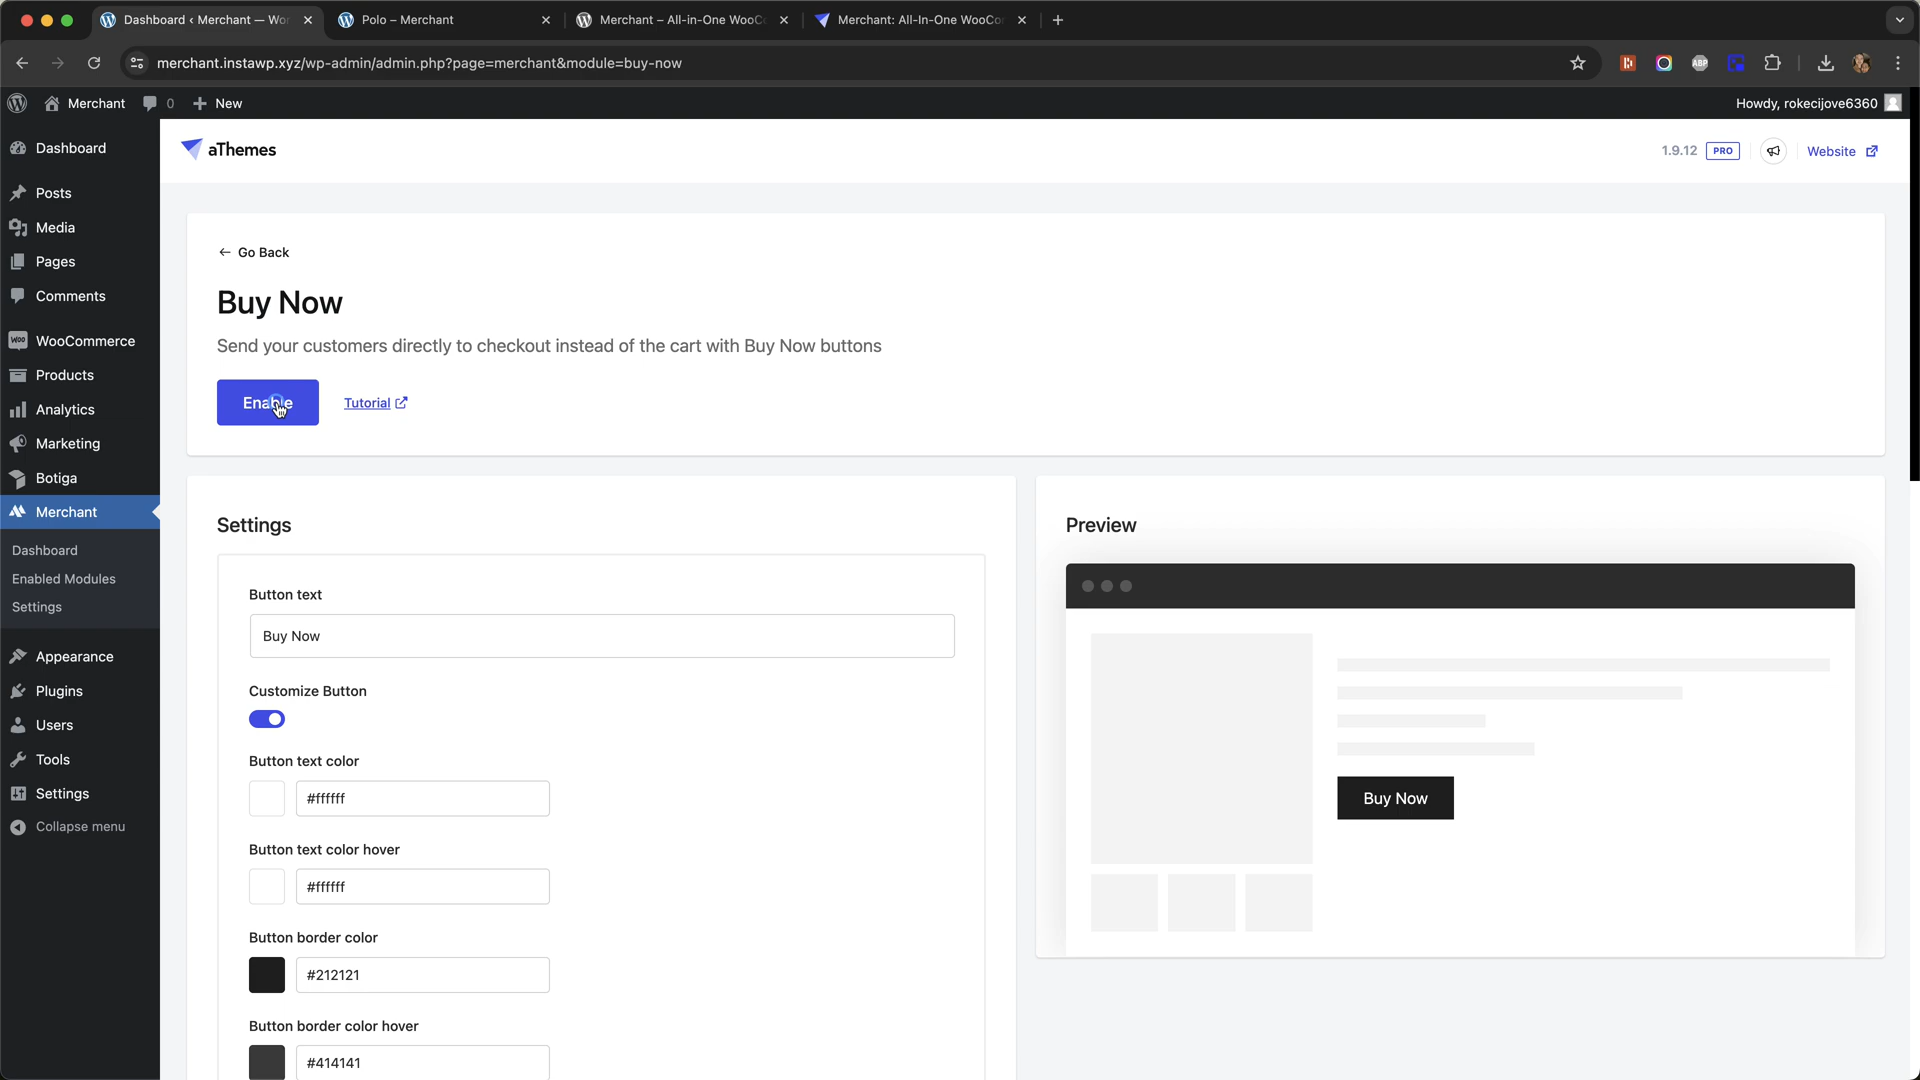 Dashboard ‹ Merchant — Wor
Polo – Merchant
Merchant – All-in-One WooCo
Merchant: All-In-One WooCom
merchant.instawp.xyz/wp-admin/admin.php?page=merchant&module=buy-now
ABP
Merchant
0
New
Howdy, rokecijove6360
Dashboard
Posts
Media
Pages
Comments
WooCommerce
Products
Analytics
Marketing
Botiga
Merchant
Dashboard
Enabled Modules
Settings
Appearance
Plugins
Users
Tools
Settings
Collapse menu
aThemes
1.9.12 PRO
Website
Go Back
Buy Now
Send your customers directly to checkout instead of the cart with Buy Now buttons
Enable
Tutorial
Settings
Button text
Buy Now
Customize Button
Button text color
#ffffff
Button text color hover
#ffffff
Button border color
#212121
Button border color hover
#414141
Preview
Buy Now